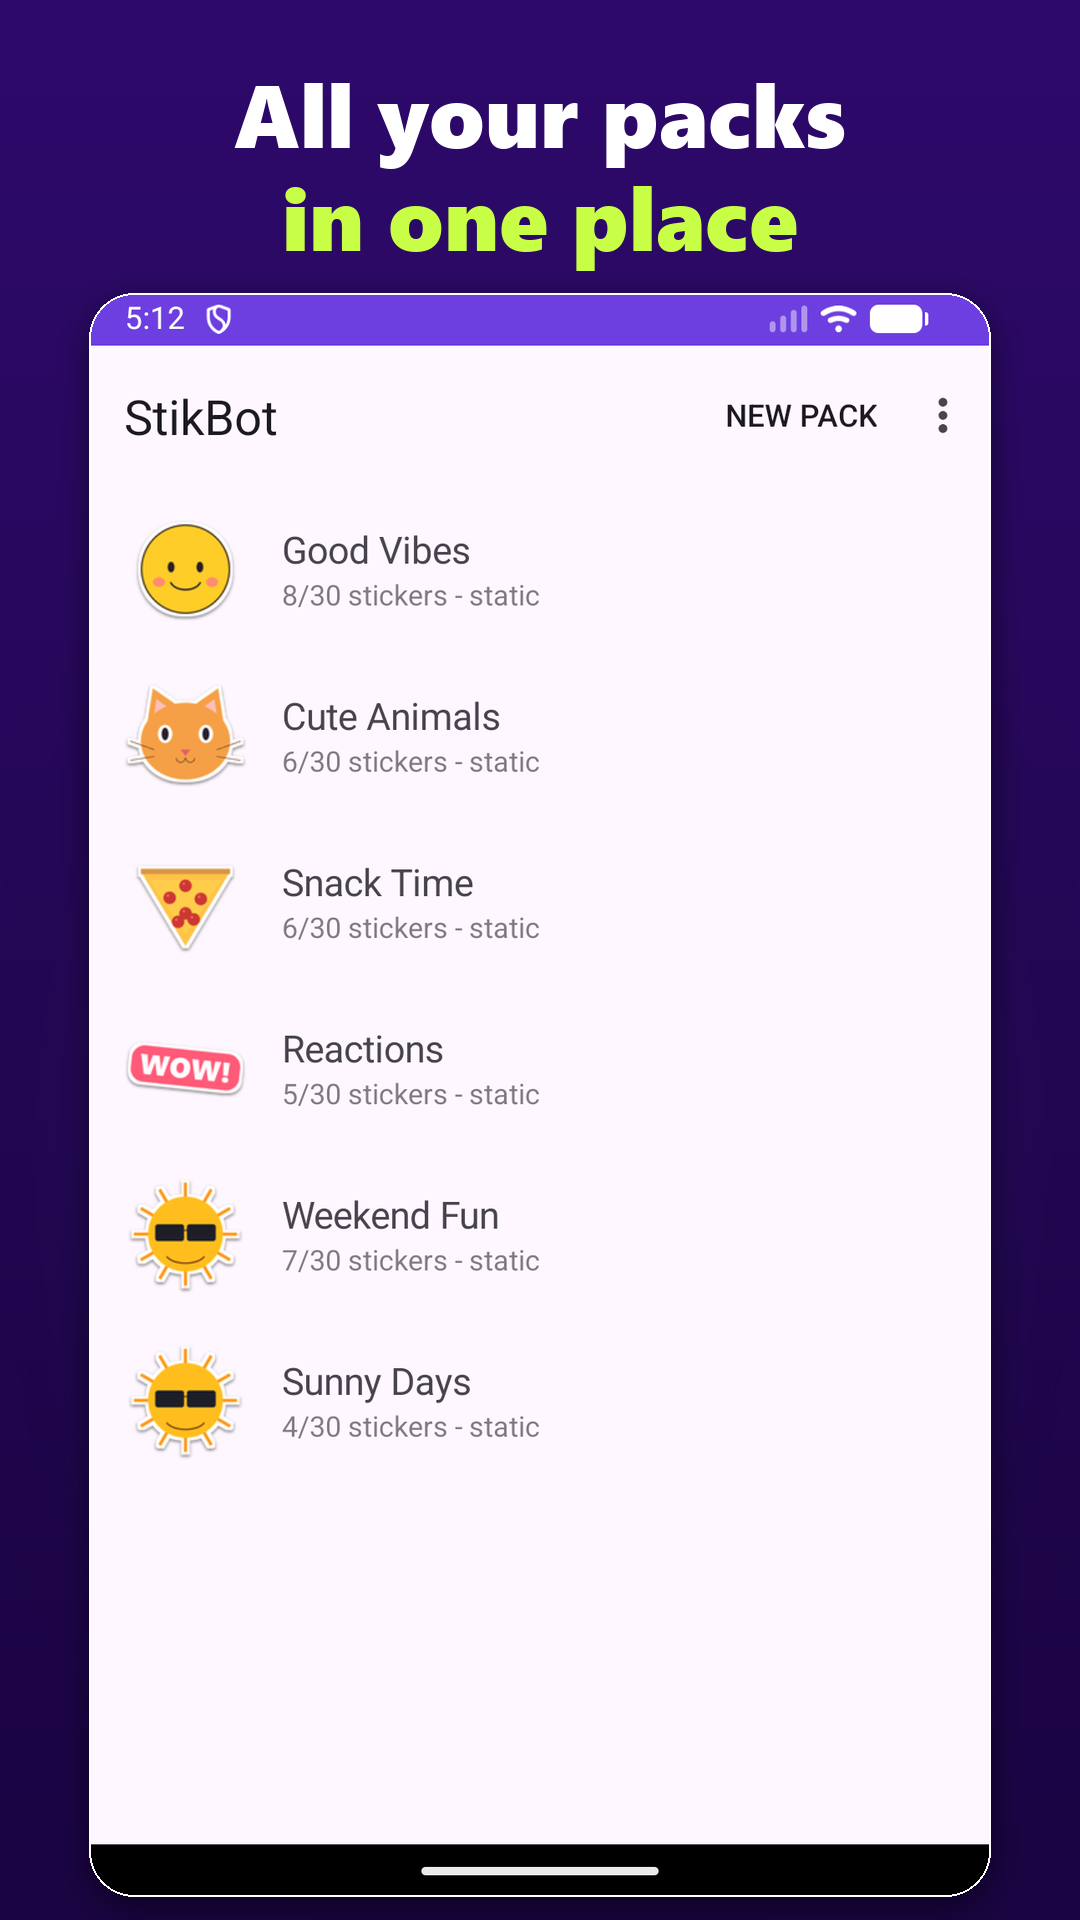 All your packs
in one place
5:12
StikBot
NEW PACK
Good Vibes
8/30 stickers - static
Cute Animals
6/30 stickers - static
Snack Time
6/30 stickers - static
WOW!
Reactions
5/30 stickers - static
Weekend Fun
7/30 stickers - static
Sunny Days
4/30 stickers - static